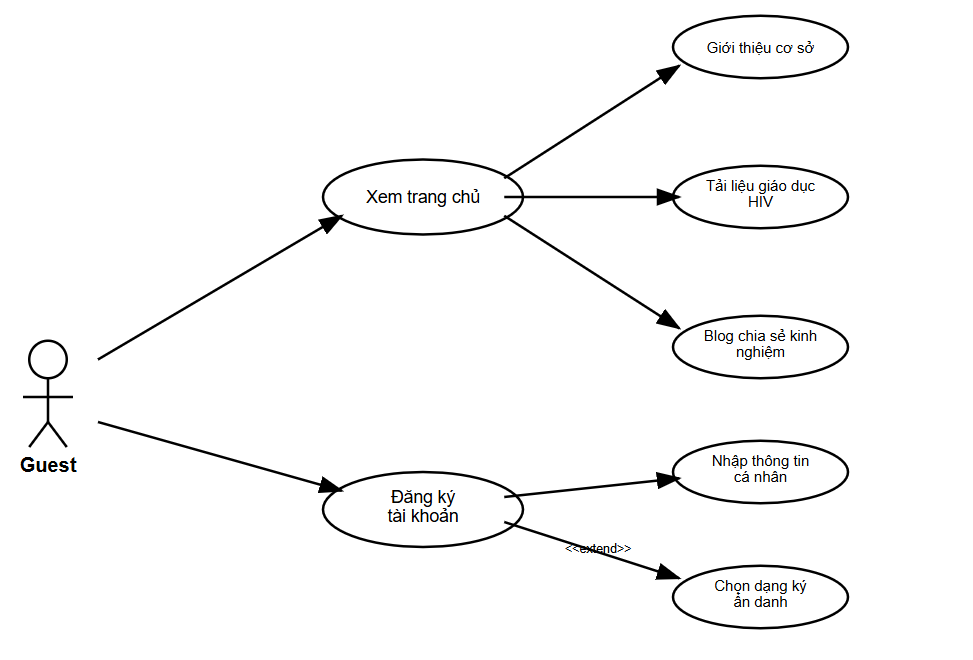 Giới thiệu cơ sở
Xem trang chủ
Tải liệu giáo dục
HIV
Blog chia sẻ kinh
nghiệm
Guest
Đăng ký
tài khoản
Nhập thông tin
cá nhân
<<extend>>
Chọn dạng ký
ẩn danh